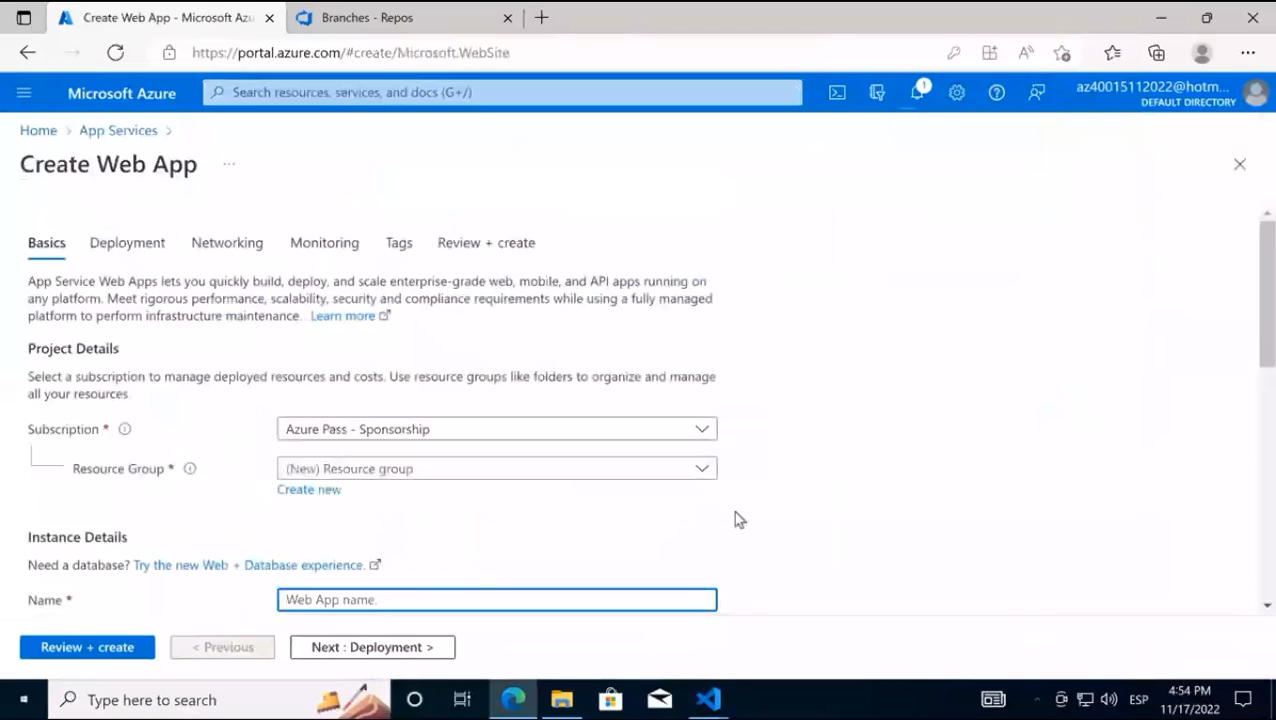 Create Web App - Microsoft Azu
Branches - Repos
https://portal.azure.com/#create/Microsoft.WebSite
Microsoft Azure
Search resources, services, and docs (G+/)
1
az40015112022@hotm...
DEFAULT DIRECTORY
Home > App Services >
Create Web App ...
Basics Deployment Networking Monitoring Tags Review + create
App Service Web Apps lets you quickly build, deploy, and scale enterprise-grade web, mobile, and API apps running on
any platform. Meet rigorous performance, scalability, security and compliance requirements while using a fully managed
platform to perform infrastructure maintenance. Learn more
Project Details
Select a subscription to manage deployed resources and costs. Use resource groups like folders to organize and manage
all your resources
Subscription * Azure Pass - Sponsorship
Resource Group * (New) Resource group
Create new
Instance Details
Need a database? Try the new Web + Database experience.
Name * Web App name.
Review + create < Previous Next : Deployment >
Type here to search
ESP
4:54 PM
11/17/2022